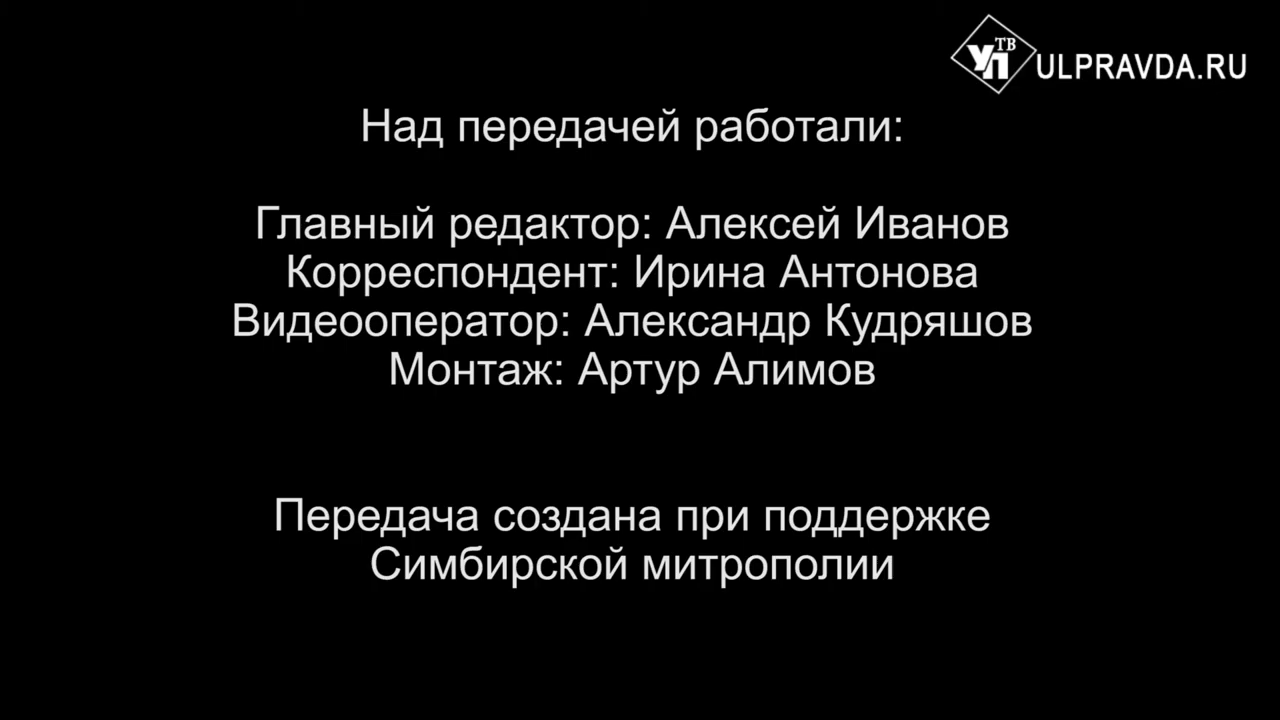 ТВ
УП
ULPRAVDA.RU
Над передачей работали:
Главный редактор: Алексей Иванов
Корреспондент: Ирина Антонова
Видеооператор: Александр Кудряшов
Монтаж: Артур Алимов
Передача создана при поддержке
Симбирской митрополии